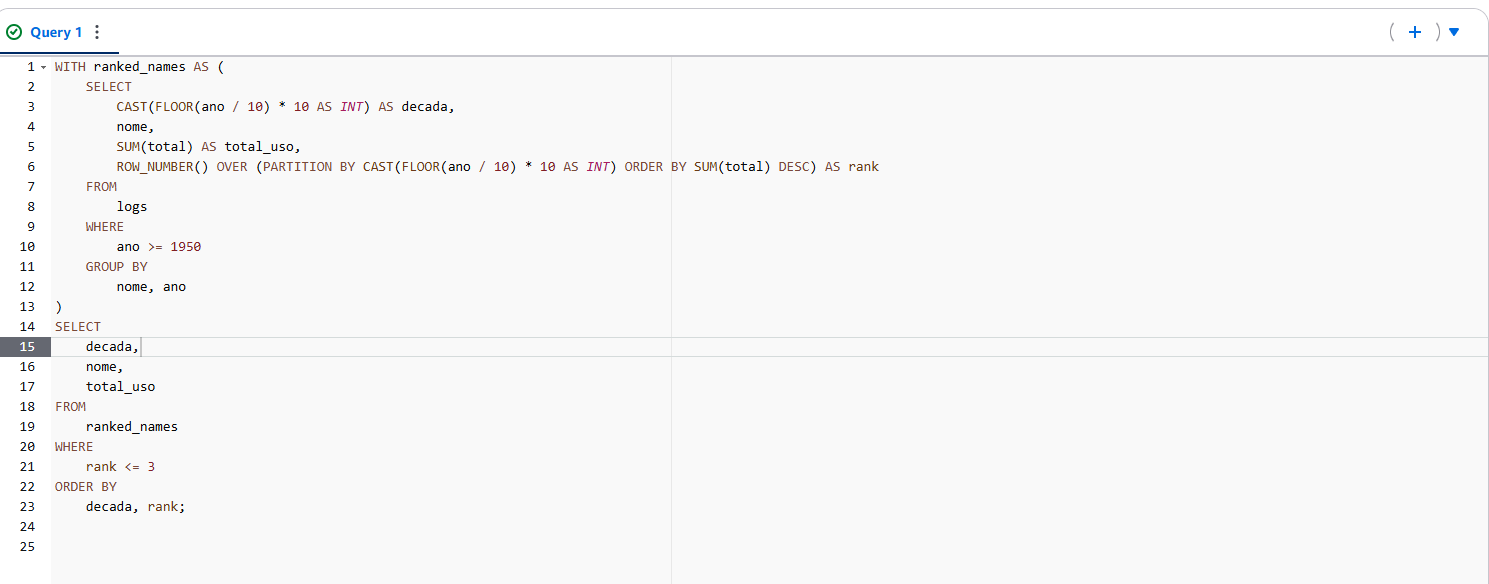 Query 1
( + )
1 WITH ranked_names AS (
2 SELECT
3 CAST(FLOOR(ano / 10) * 10 AS INT) AS decada,
4 nome,
5 SUM(total) AS total_uso,
6 ROW_NUMBER() OVER (PARTITION BY CAST(FLOOR(ano / 10) * 10 AS INT) ORDER BY SUM(total) DESC) AS rank
7 FROM
8 logs
9 WHERE
10 ano >= 1950
11 GROUP BY
12 nome, ano
13 )
14 SELECT
15 decada,
16 nome,
17 total_uso
18 FROM
19 ranked_names
20 WHERE
21 rank <= 3
22 ORDER BY
23 decada, rank;
24
25